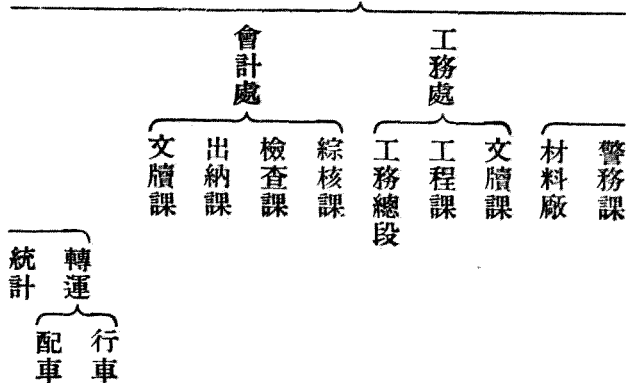 警務課
材料廠
工務處
文牘課
工程課
工務總段
會計處
綜核課
檢查課
出納課
文牘課
轉運
行車
配車
統計